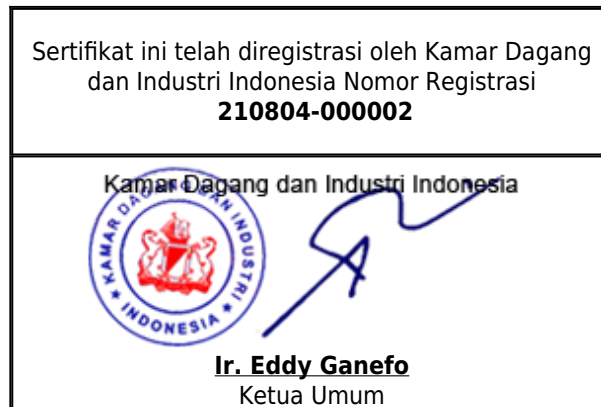 Sertifikat ini telah diregistrasi oleh Kamar Dagang
dan Industri Indonesia Nomor Registrasi
210804-000002
Kamar Dagang dan Industri Indonesia
KAMAR DAGANG DAN INDUSTRI
INDONESIA
Ir. Eddy Ganefo
Ketua Umum